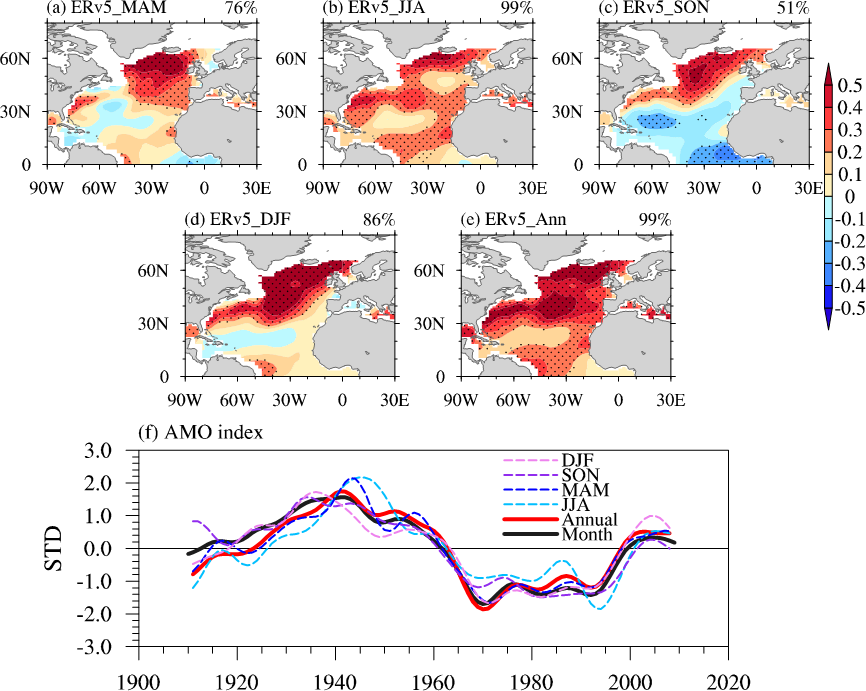 (a) ERv5_MAM 76% (b) ERv5_JJA 99% (c) ERv5_SON 51%
60N
30N
0
90W 60W 30W 0 30E 90W 60W 30W 0 30E 90W 60W 30W 0 30E
0.5
0.4
0.3
0.2
0
-0.1
-0.2
-0.3
-0.4
-0.5
(d) ERv5_DJF 86% (e) ERv5_Ann 99%
60N 60N
30N 30N
0 0
90W 60W 30W 0 30E 90W 60W 30W 0 30E
(f) AMO index
STD
3.0
2.0
1.0
0.0
-1.0
-2.0
-3.0
DJF
SON
MAM
JJA
Annual
Month
1900 1920 1940 1960 1980 2000 2020